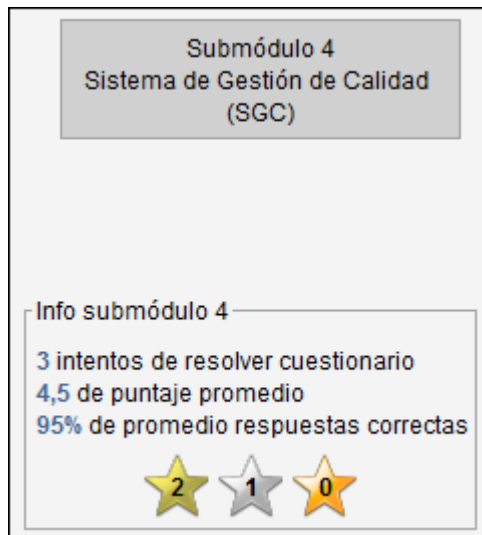 Submódulo 4
Sistema de Gestión de Calidad
(SGC)
Info submódulo 4
3 intentos de resolver cuestionario
4,5 de puntaje promedio
95% de promedio respuestas correctas
2 1 0